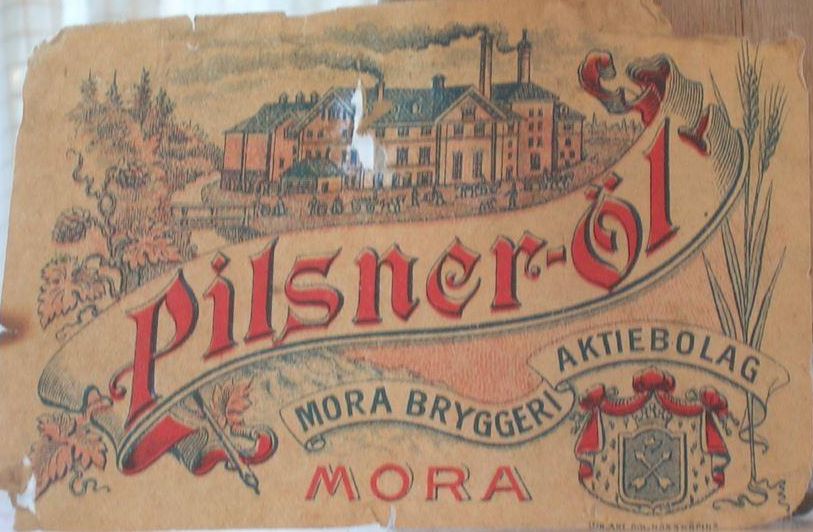 Pilsner-öl
MORA BRYGGERI AKTIEBOLAG
MORA